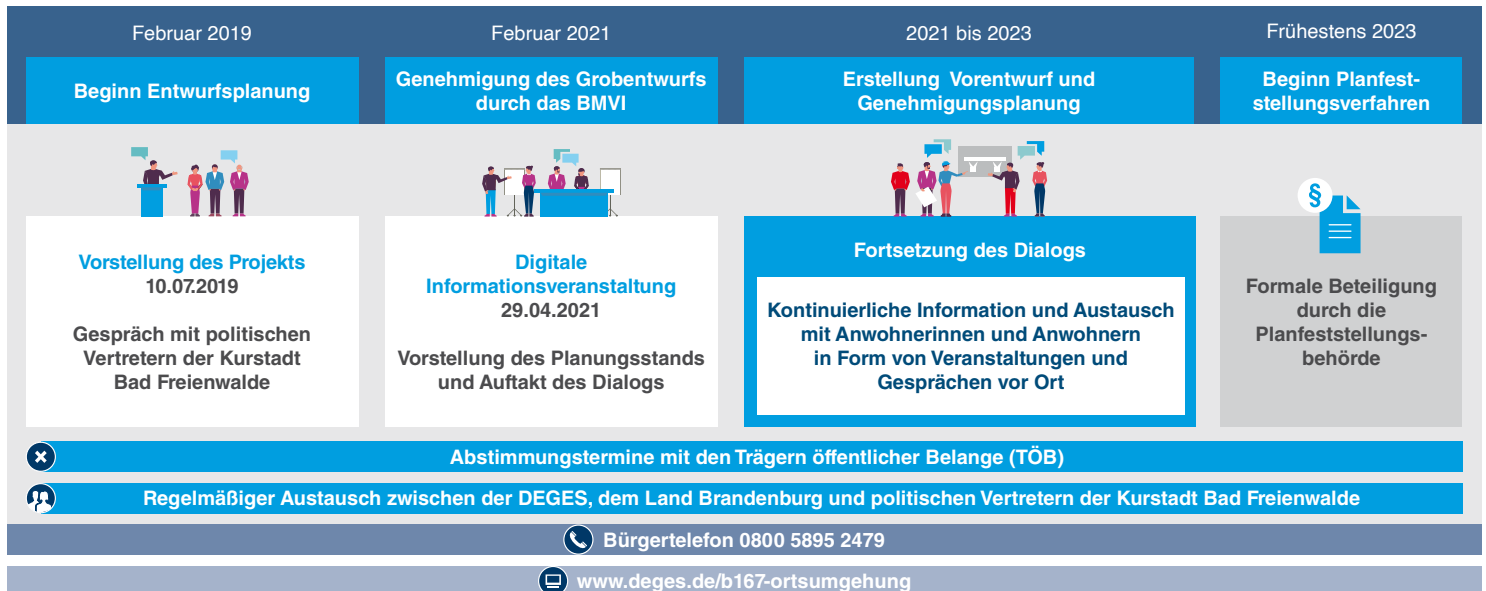 Februar 2019
Beginn Entwurfsplanung
Vorstellung des Projekts
10.07.2019
Gespräch mit politischen
Vertretern der Kurstadt
Bad Freienwalde
Februar 2021
Genehmigung des Grobentwurfs
durch das BMVI
Digitale
Informationsveranstaltung
29.04.2021
Vorstellung des Planungsstands
und Auftakt des Dialogs
2021 bis 2023
Erstellung Vorentwurf und
Genehmigungsplanung
Fortsetzung des Dialogs
Kontinuierliche Information und Austausch
mit Anwohnerinnen und Anwohnern
in Form von Veranstaltungen und
Gesprächen vor Ort
Frühestens 2023
Beginn Planfest-
stellungsverfahren
§
Formale Beteiligung
durch die
Planfeststellungs-
behörde
Abstimmungstermine mit den Trägern öffentlicher Belange (TÖB)
Regelmäßiger Austausch zwischen der DEGES, dem Land Brandenburg und politischen Vertretern der Kurstadt Bad Freienwalde
Bürgertelefon 0800 5895 2479
www.deges.de/b167-ortsumgehung